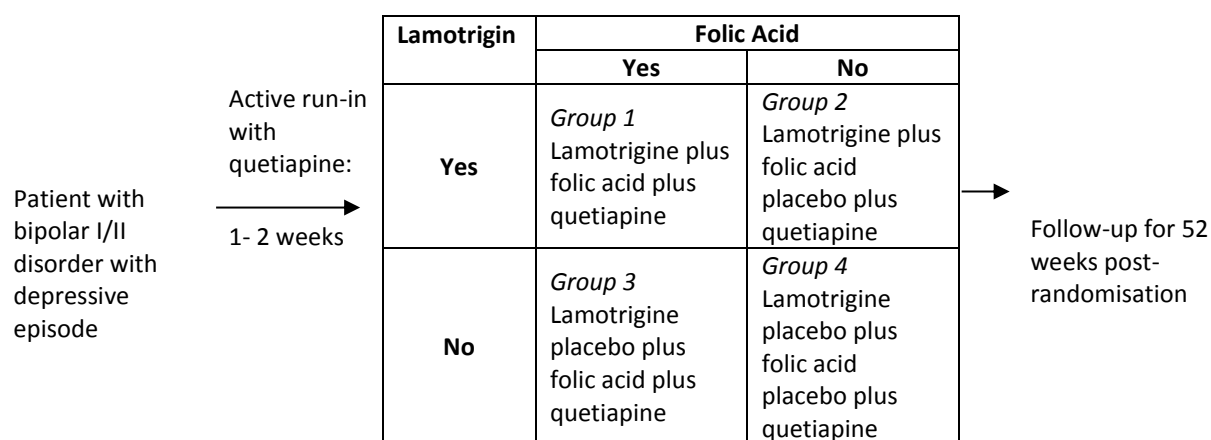 Patient with
bipolar I/II
disorder with
depressive
episode
Active run-in
with
quetiapine:
1- 2 weeks
Lamotrigin
Folic Acid
Yes
No
Yes
Group 1
Lamotrigine plus
folic acid plus
quetiapine
Group 2
Lamotrigine plus
folic acid
placebo plus
quetiapine
No
Group 3
Lamotrigine
placebo plus
folic acid plus
quetiapine
Group 4
Lamotrigine
placebo plus
folic acid
placebo plus
quetiapine
Follow-up for 52
weeks post-
randomisation